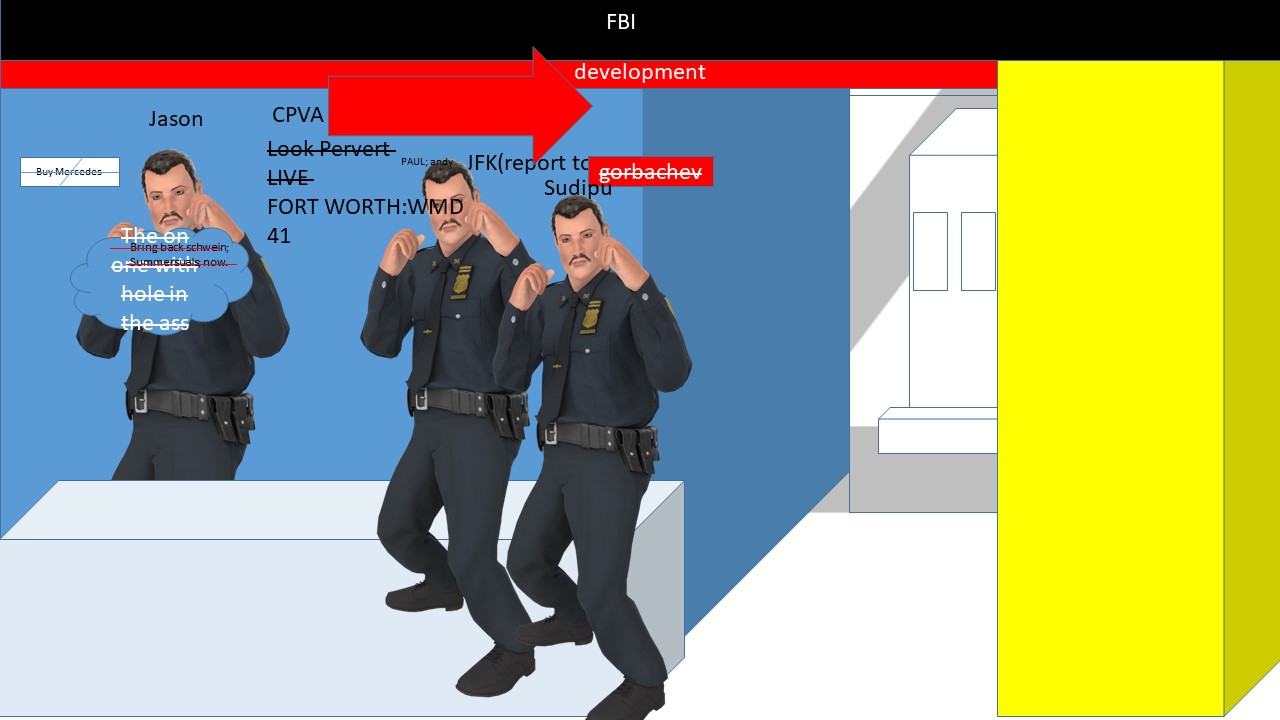 FBI
development
Jason
CPVA
Look Pervert
LIVE
FORT WORTH:WMD
41
PAUL; andy
JFK(report to
gorbachev
Sudipu
Buy Mercedes
The on
one with
hole in
the ass
Bring back schwein;
Summersuals; now.